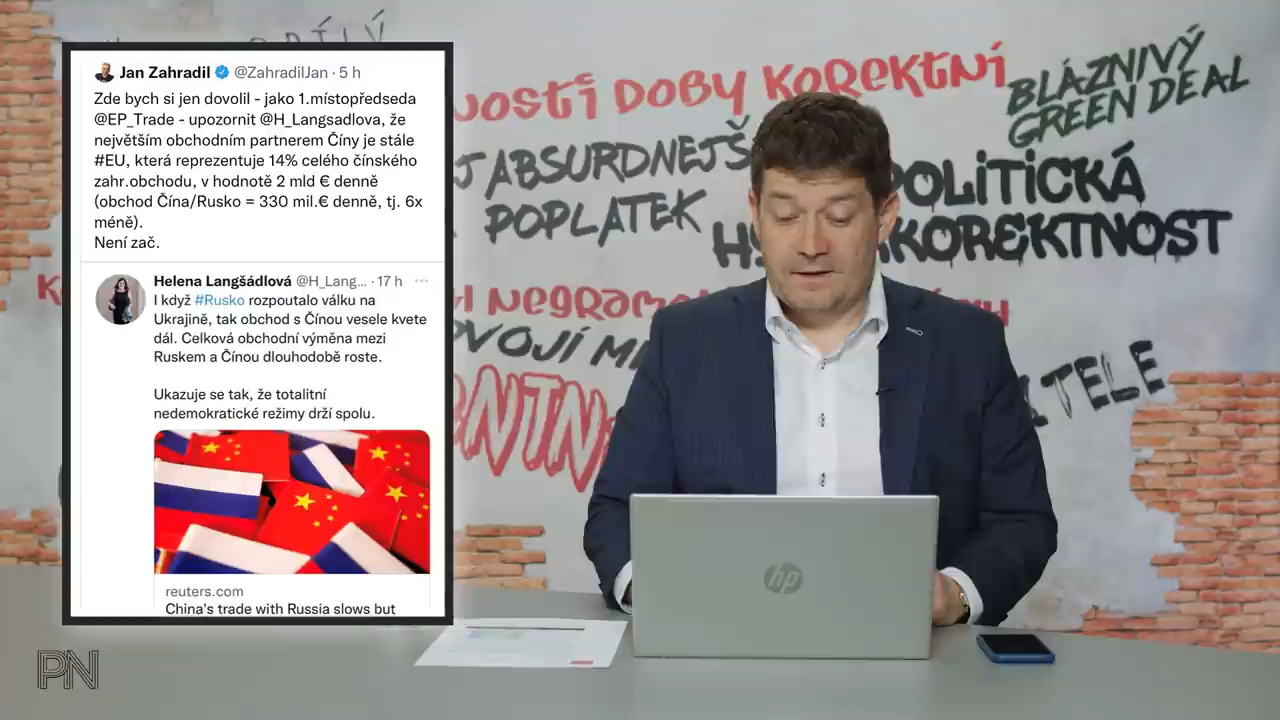 Jan Zahradil @ZahradilJan · 5 h
Zde bych si jen dovolil - jako 1.místopředseda
@EP_Trade - upozornit @H_Langsadlova, že
největším obchodním partnerem Číny je stále
#EU, která reprezentuje 14% celého čínského
zahr.obchodu, v hodnotě 2 mld € denně
(obchod Čína/Rusko = 330 mil.€ denně, tj. 6x
méně).
Není zač.
Helena Langšádlová @H_Lang... · 17 h ···
I když #Rusko rozpoutalo válku na
Ukrajině, tak obchod s Čínou vesele kvete
dál. Celková obchodní výměna mezi
Ruskem a Čínou dlouhodobě roste.
Ukazuje se tak, že totalitní
nedemokratické režimy drží spolu.
reuters.com
China's trade with Russia slows but
DOBY KOREKTNÍ
BLÁZNIVÝ
GREEN DEAL
POPLATEK
POLITICKÁ
KOREKTNOST
hp
PN